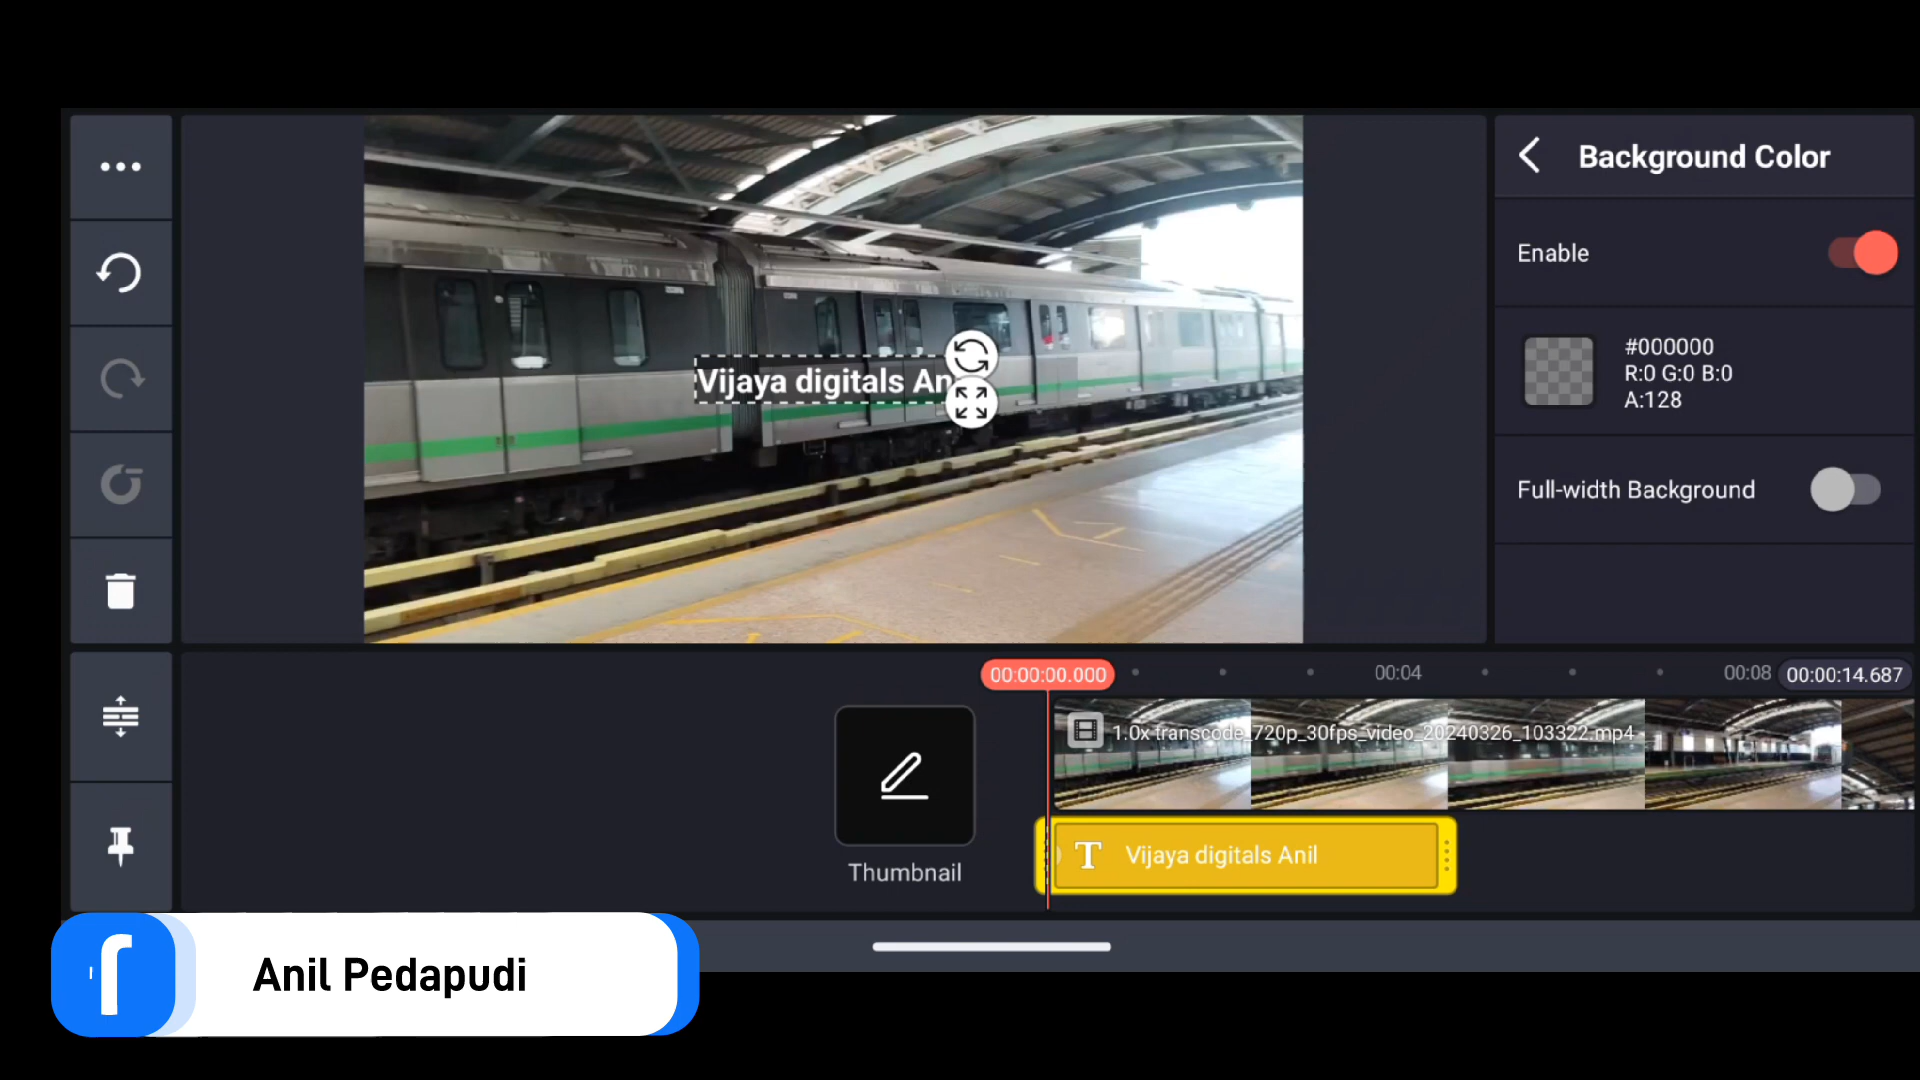 Background Color
Enable
#000000
R:0 G:0 B:0
A:128
Full-width Background
Vijaya digitals An
00:00:00.000
00:04
00:08
00:00:14.687
1.0x transcode_720p_30fps_video_20240326_103322.mp4
Thumbnail
T Vijaya digitals Anil
Anil Pedapudi